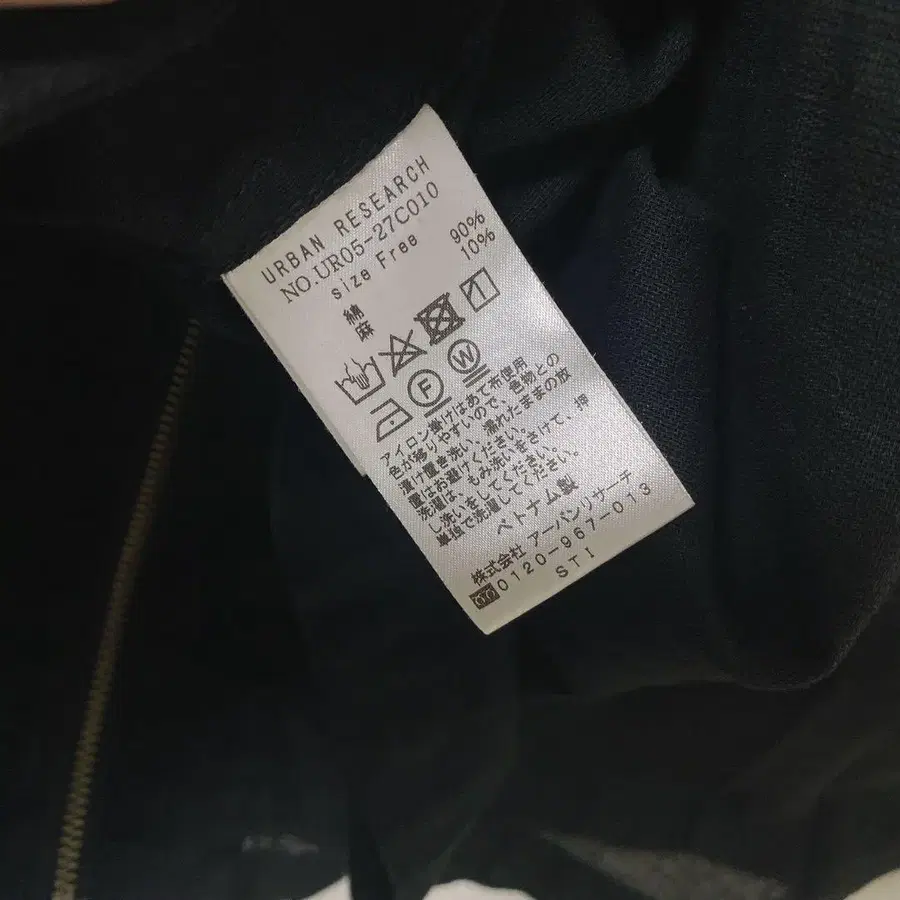 URBAN RESEARCH
NO.UR05-27C010
Size Free
綿 90%
麻 10%
F W
アイロン掛けはあて布使用
色が移りやすいので、色物との
漬け置き洗い、濡れたままの放
置はお避けください。
洗濯は、もみ洗いをさけて、押
し洗いをしてください。
単独で洗濯してください。
ベトナム製
株式会社 アーバンリサーチ
0120-967-013
STI